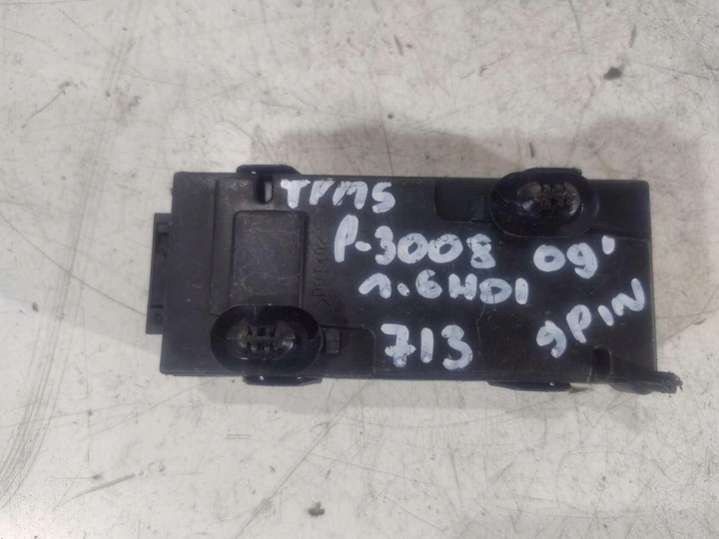 TPMS
P-3008 09'
1.6HDI
713 9PIN